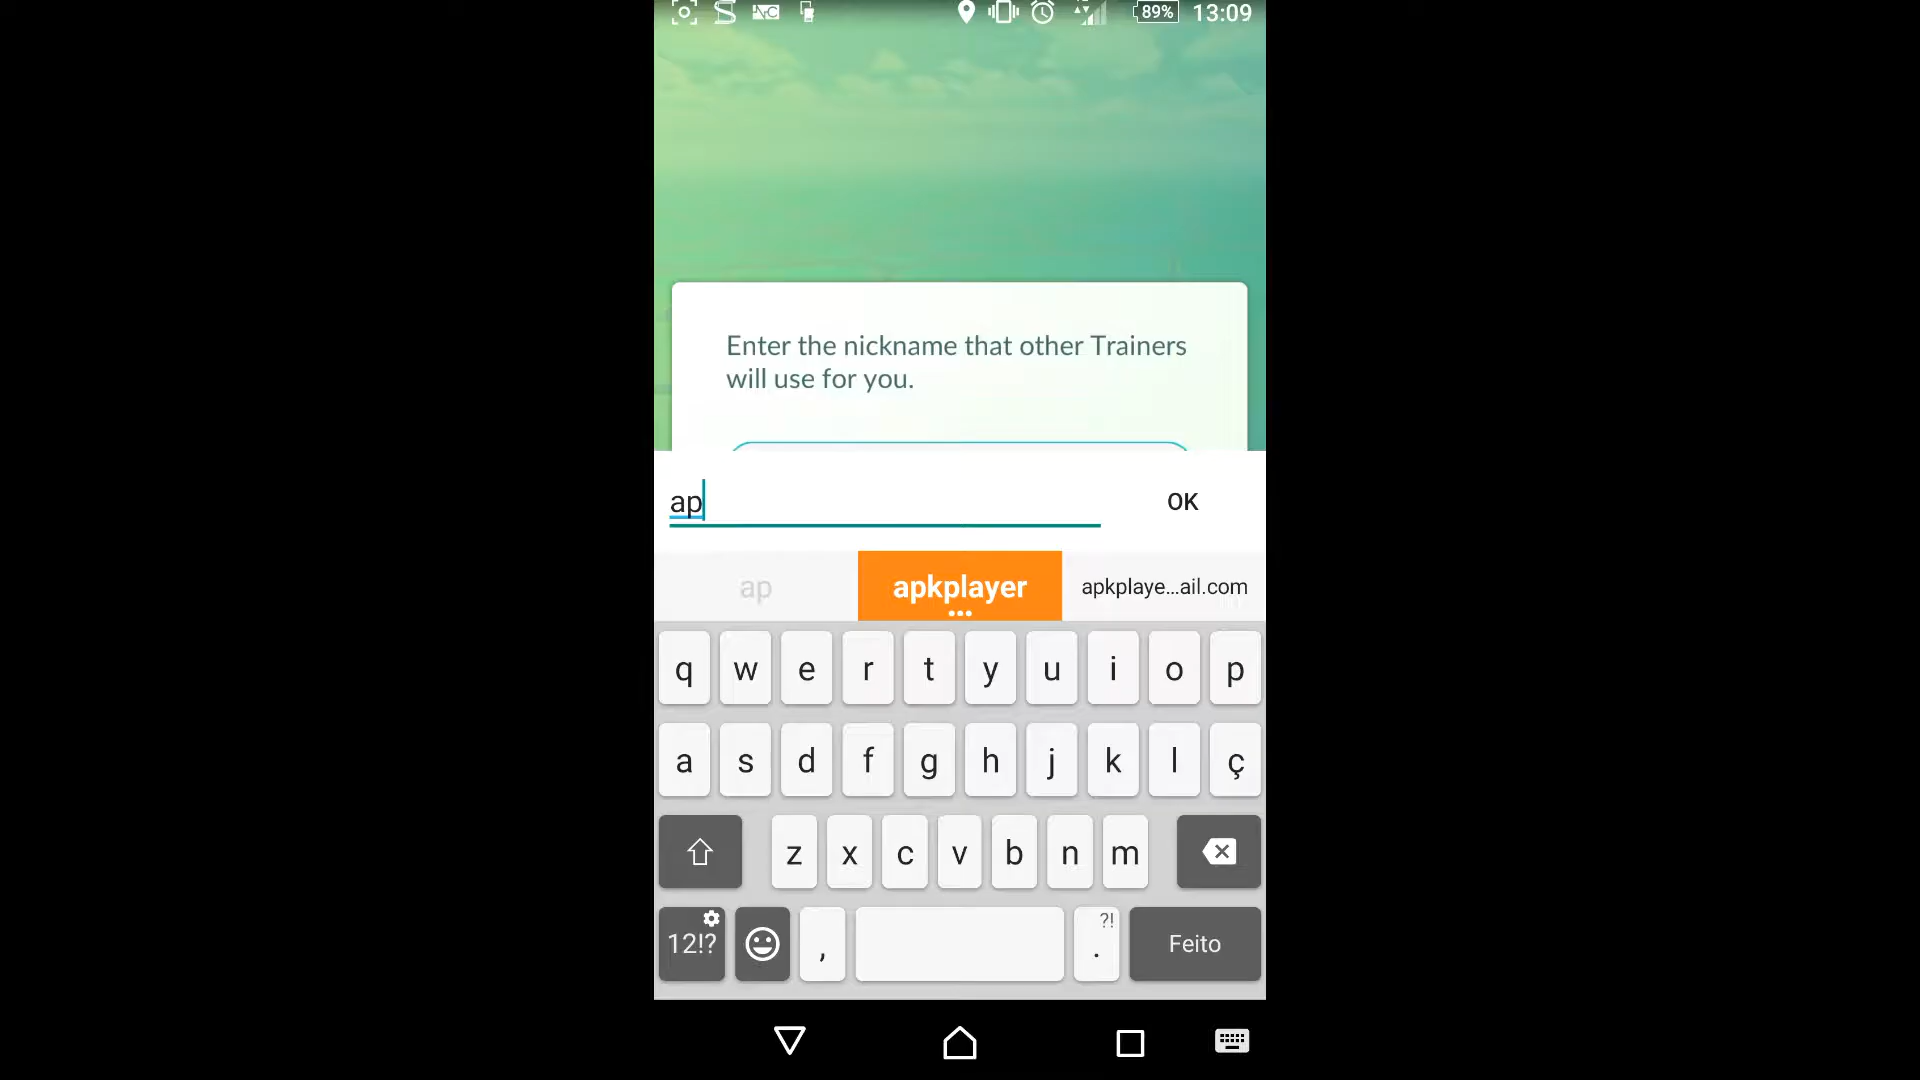 89% 13:09
Enter the nickname that other Trainers
will use for you.
ap OK
ap apkplayer apkplaye...ail.com
q w e r t y u i o p
a s d f g h j k l ç
z x c v b n m
12!? , . ?! Feito